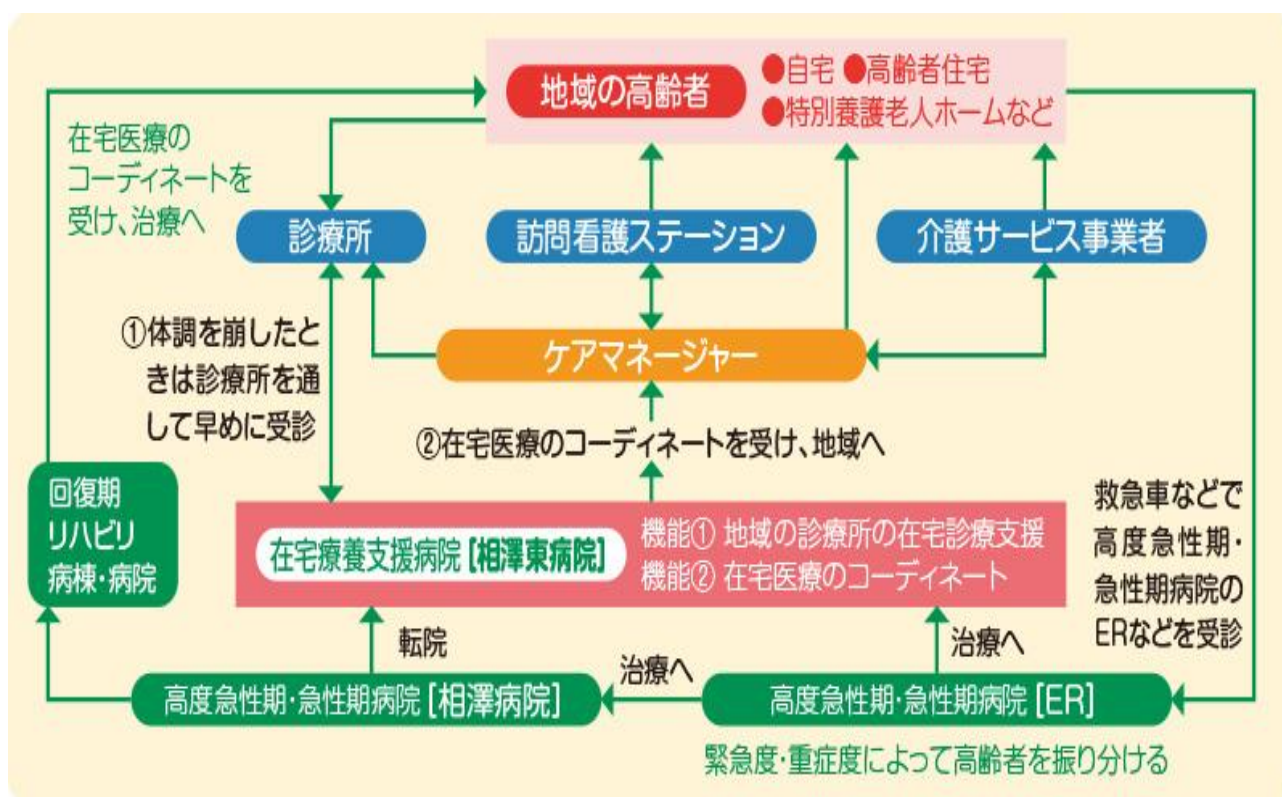 地域の高齢者
●自宅 ●高齢者住宅
●特別養護老人ホームなど
在宅医療の
コーディネートを
受け、治療へ
診療所
訪問看護ステーション
介護サービス事業者
①体調を崩したと
きは診療所を通
して早めに受診
ケアマネージャー
②在宅医療のコーディネートを受け、地域へ
回復期
リハビリ
病棟・病院
在宅療養支援病院[相澤東病院]
機能① 地域の診療所の在宅診療支援
機能② 在宅医療のコーディネート
救急車などで
高度急性期・
急性期病院の
ERなどを受診
転院
治療へ
治療へ
高度急性期・急性期病院[相澤病院]
高度急性期・急性期病院[ER]
緊急度・重症度によって高齢者を振り分ける